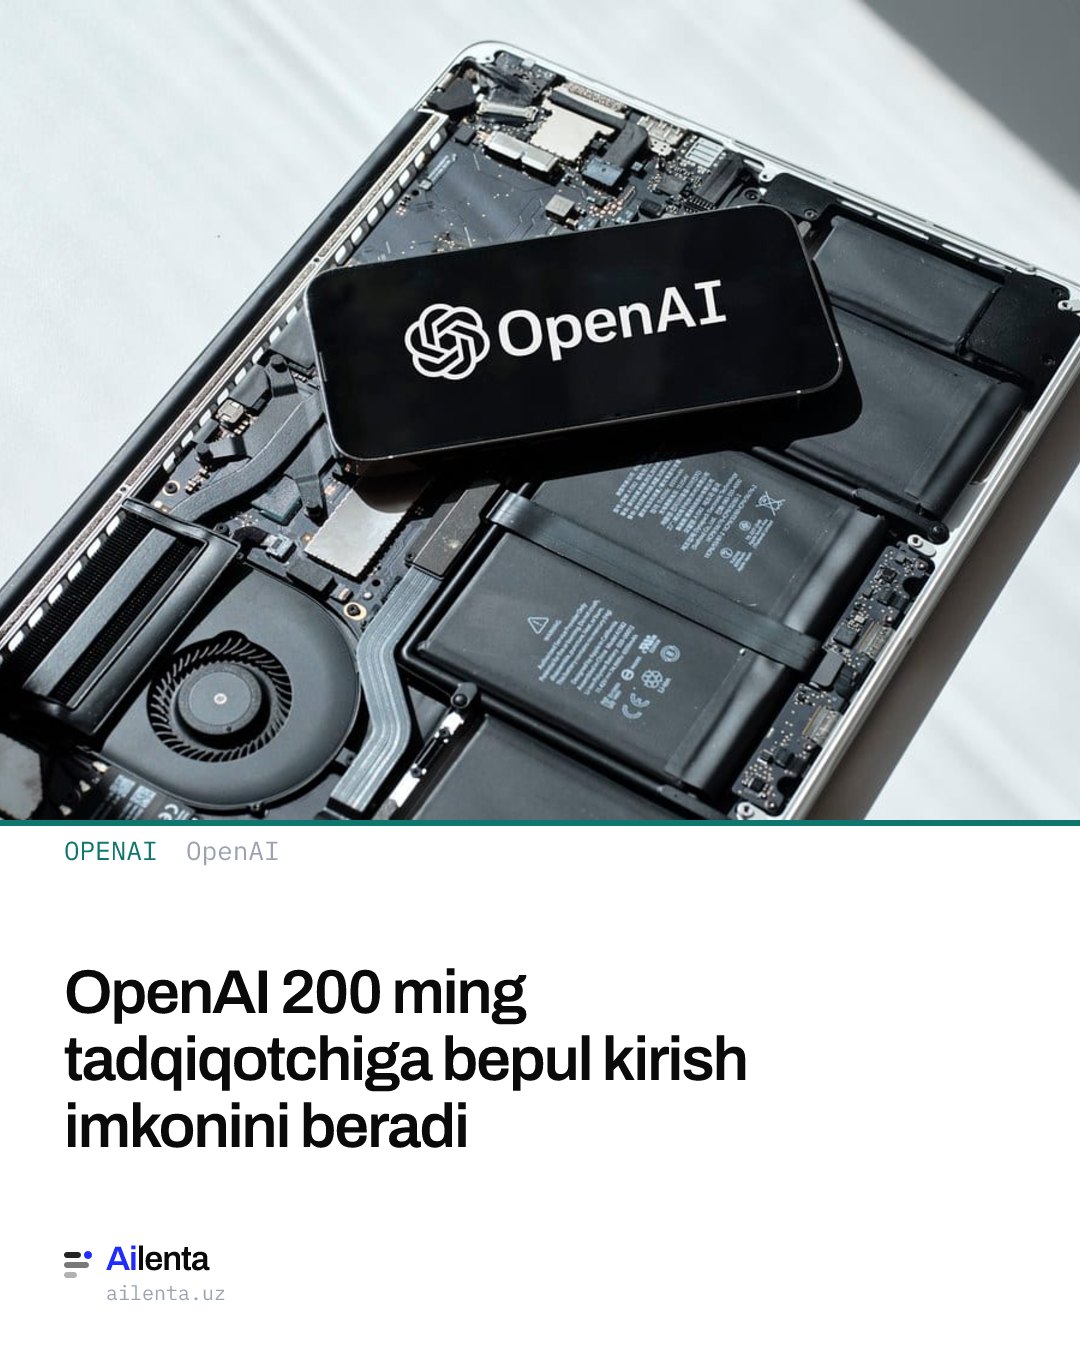 OpenAI
OPENAI OpenAI
OpenAI 200 ming
tadqiqotchiga bepul kirish
imkonini beradi
Ailenta
ailenta.uz